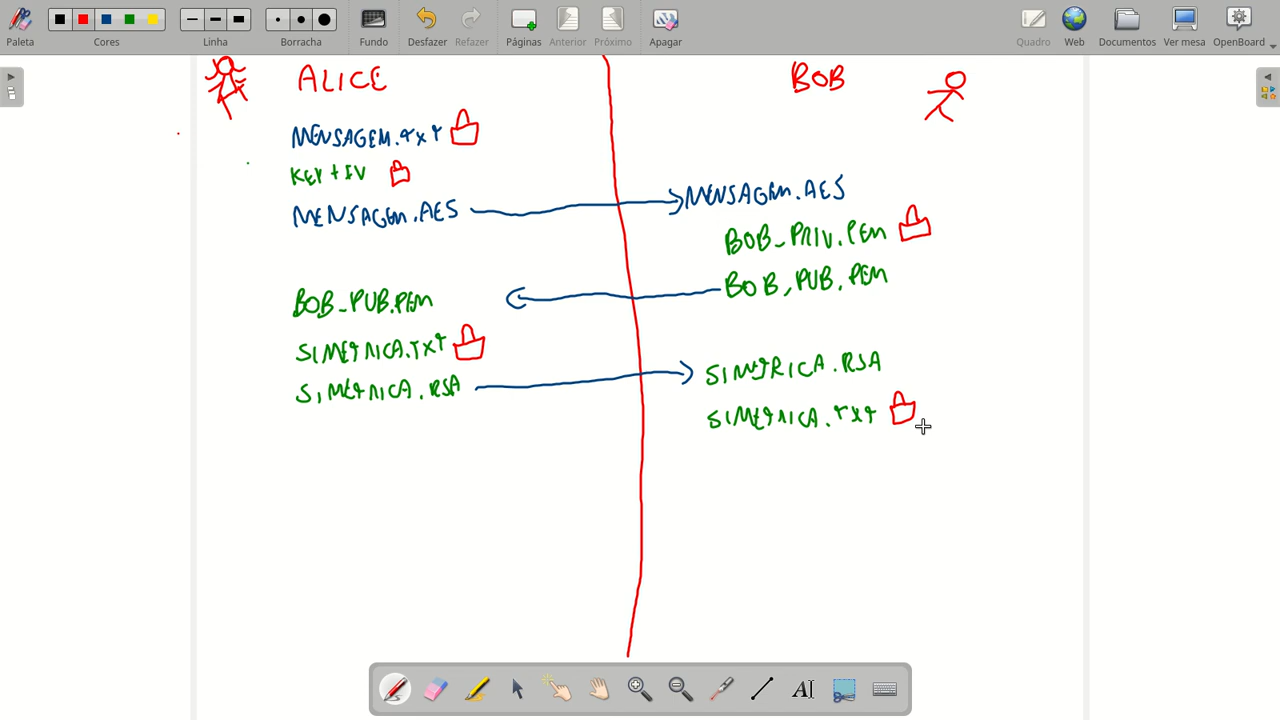 Paleta
Cores
Linha
Borracha
Fundo
Desfazer
Refazer
Páginas
Anterior
Próximo
Apagar
Quadro
Web
Documentos
Ver mesa
OpenBoard
ALICE
BOB
MENSAGEM.TXT
KEY + IV
MENSAGEM.AES
MENSAGEM.AES
BOB_PRIV.PEM
BOB_PUB.PEM
BOB_PUB.PEM
SIMETRICA.TXT
SIMETRICA.RSA
SIMETRICA.RSA
SIMETRICA.TXT